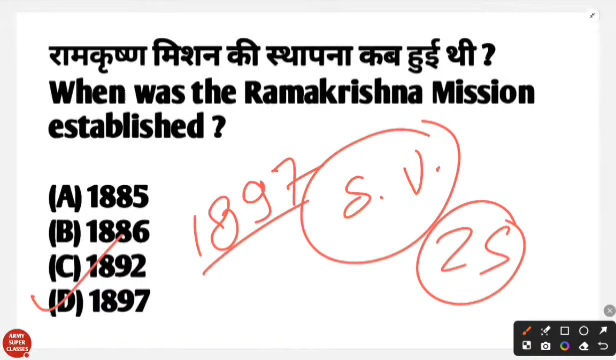 रामकृष्ण मिशन की स्थापना कब हुई थी ?
When was the Ramakrishna Mission
established ?
(A) 1885
(B) 1886
(C) 1892
(D) 1897
1897
S. V.
25
ARMY
SUPER
CLASSES